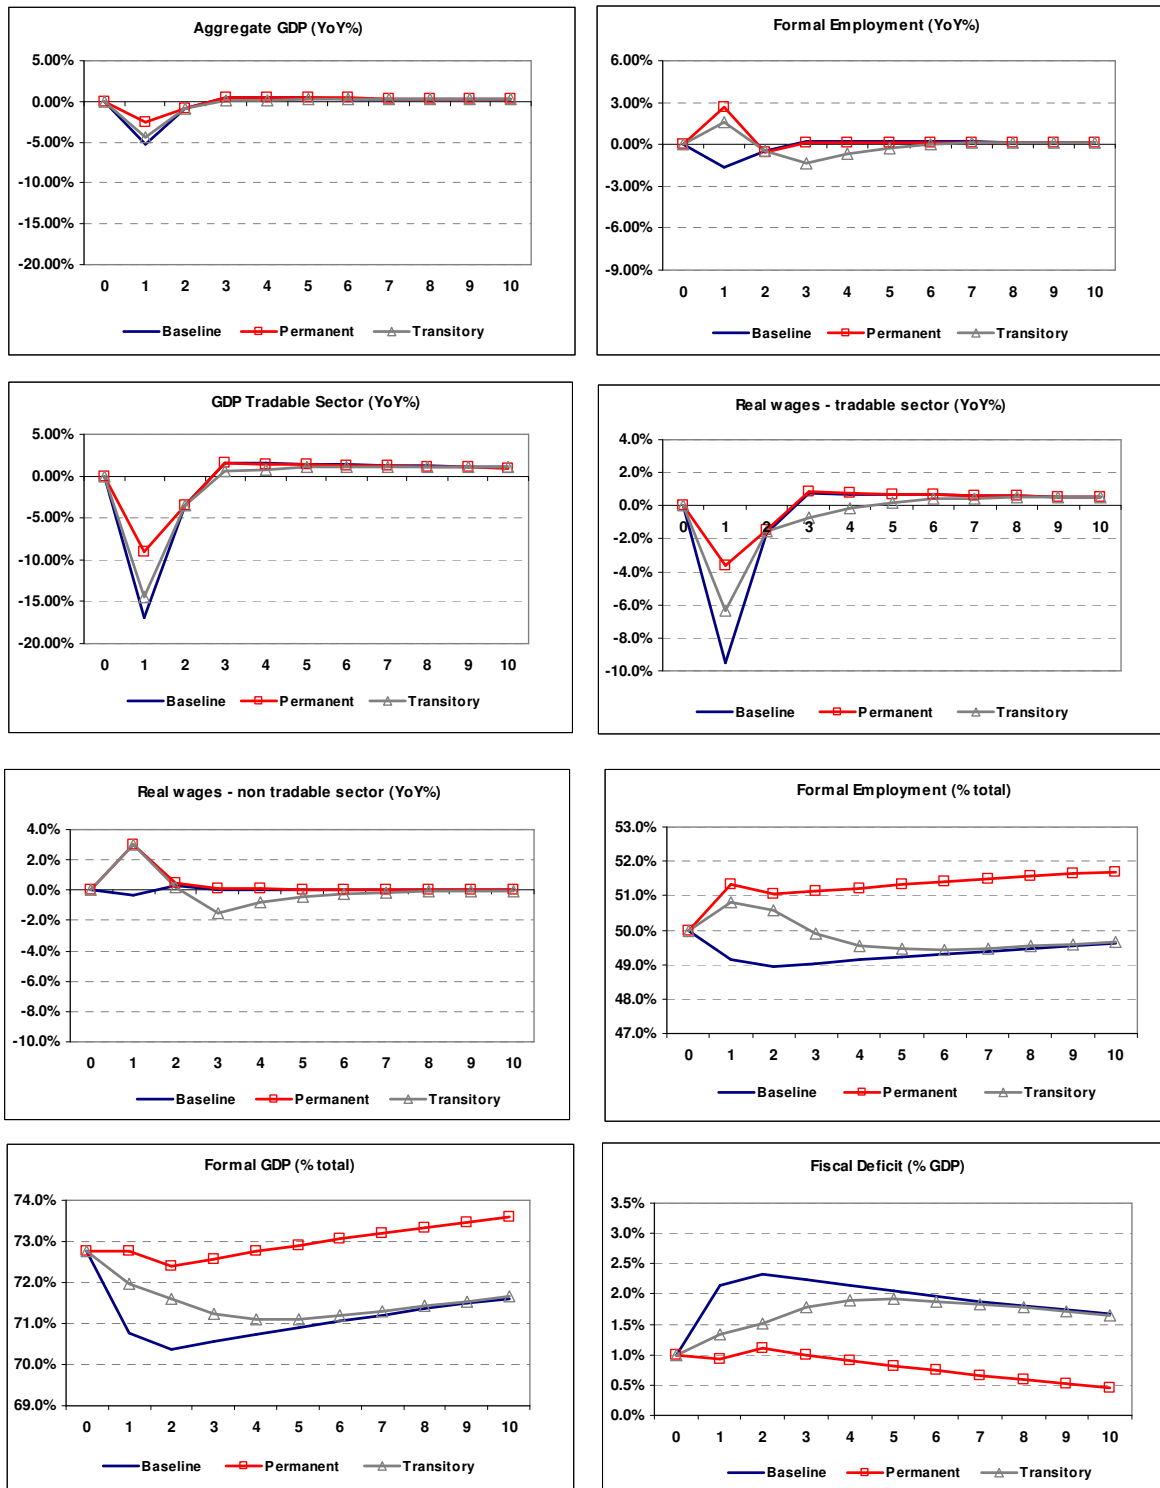 Aggregate GDP (YoY%)
5.00%
0.00%
-5.00%
-10.00%
-15.00%
-20.00%
0 1 2 3 4 5 6 7 8 9 10
Baseline Permanent Transitory
Formal Employment (YoY%)
6.00%
3.00%
0.00%
-3.00%
-6.00%
-9.00%
0 1 2 3 4 5 6 7 8 9 10
Baseline Permanent Transitory
GDP Tradable Sector (YoY%)
5.00%
0.00%
-5.00%
-10.00%
-15.00%
-20.00%
0 1 2 3 4 5 6 7 8 9 10
Baseline Permanent Transitory
Real wages - tradable sector (YoY%)
4.0%
2.0%
0.0%
-2.0%
-4.0%
-6.0%
-8.0%
-10.0%
0 1 2 3 4 5 6 7 8 9 10
Baseline Permanent Transitory
Real wages - non tradable sector (YoY%)
4.0%
2.0%
0.0%
-2.0%
-4.0%
-6.0%
-8.0%
-10.0%
0 1 2 3 4 5 6 7 8 9 10
Baseline Permanent Transitory
Formal Employment (% total)
53.0%
52.0%
51.0%
50.0%
49.0%
48.0%
47.0%
0 1 2 3 4 5 6 7 8 9 10
Baseline Permanent Transitory
Formal GDP (% total)
74.0%
73.0%
72.0%
71.0%
70.0%
69.0%
0 1 2 3 4 5 6 7 8 9 10
Baseline Permanent Transitory
Fiscal Deficit (% GDP)
3.5%
3.0%
2.5%
2.0%
1.5%
1.0%
0.5%
0.0%
0 1 2 3 4 5 6 7 8 9 10
Baseline Permanent Transitory